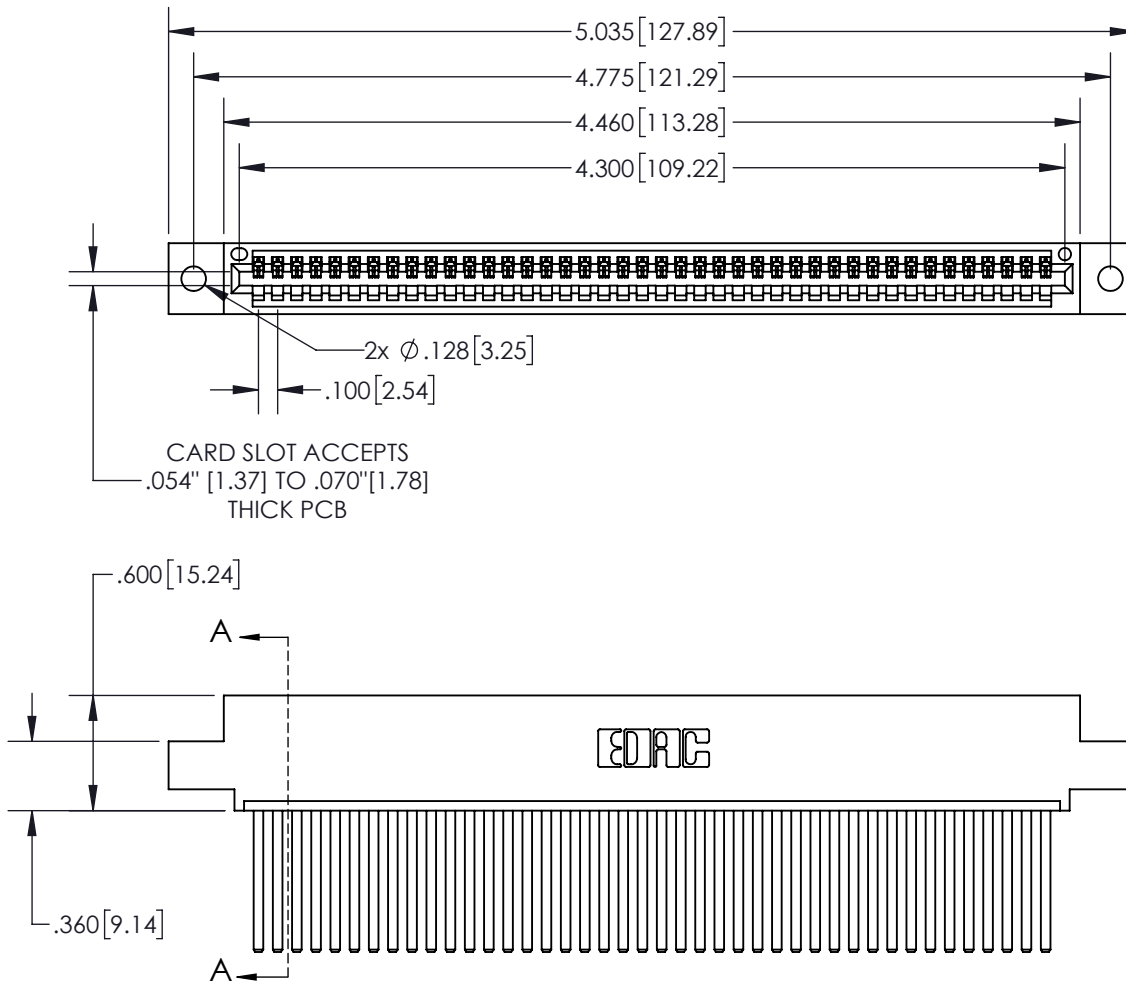 5.035[127.89]
4.775[121.29]
4.460[113.28]
4.300[109.22]
2x Ø.128[3.25]
.100[2.54]
CARD SLOT ACCEPTS
.054" [1.37] TO .070"[1.78]
THICK PCB
.600[15.24]
A
EDAC
.360[9.14]
A